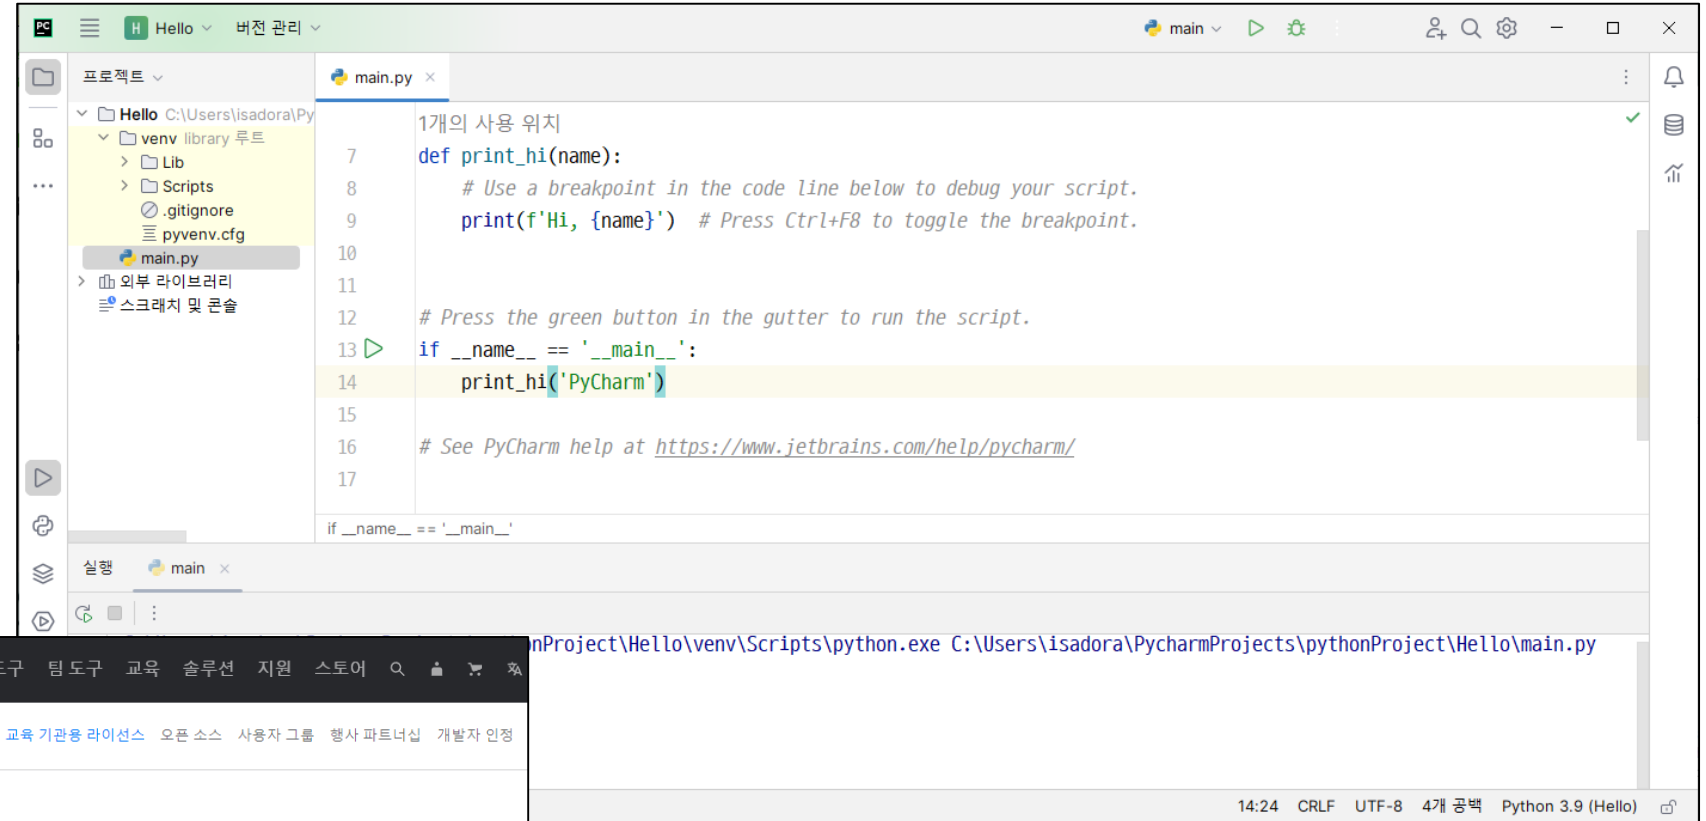 PC H Hello 버전 관리 main
프로젝트 main.py
Hello C:\Users\isadora\Py
venv library 루트
Lib
Scripts
.gitignore
pyvenv.cfg
main.py
외부 라이브러리
스크래치 및 콘솔
1개의 사용 위치
7 def print_hi(name):
8 # Use a breakpoint in the code line below to debug your script.
9 print(f'Hi, {name}') # Press Ctrl+F8 to toggle the breakpoint.
10
11
12 # Press the green button in the gutter to run the script.
13 if __name__ == '__main__':
14 print_hi('PyCharm')
15
16 # See PyCharm help at https://www.jetbrains.com/help/pycharm/
17
if __name__ == '__main__'
실행 main
nProject\Hello\venv\Scripts\python.exe C:\Users\isadora\PycharmProjects\pythonProject\Hello\main.py
도구 팀 도구 교육 솔루션 지원 스토어
교육 기관용 라이선스 오픈 소스 사용자 그룹 행사 파트너십 개발자 인정
14:24 CRLF UTF-8 4개 공백 Python 3.9 (Hello)